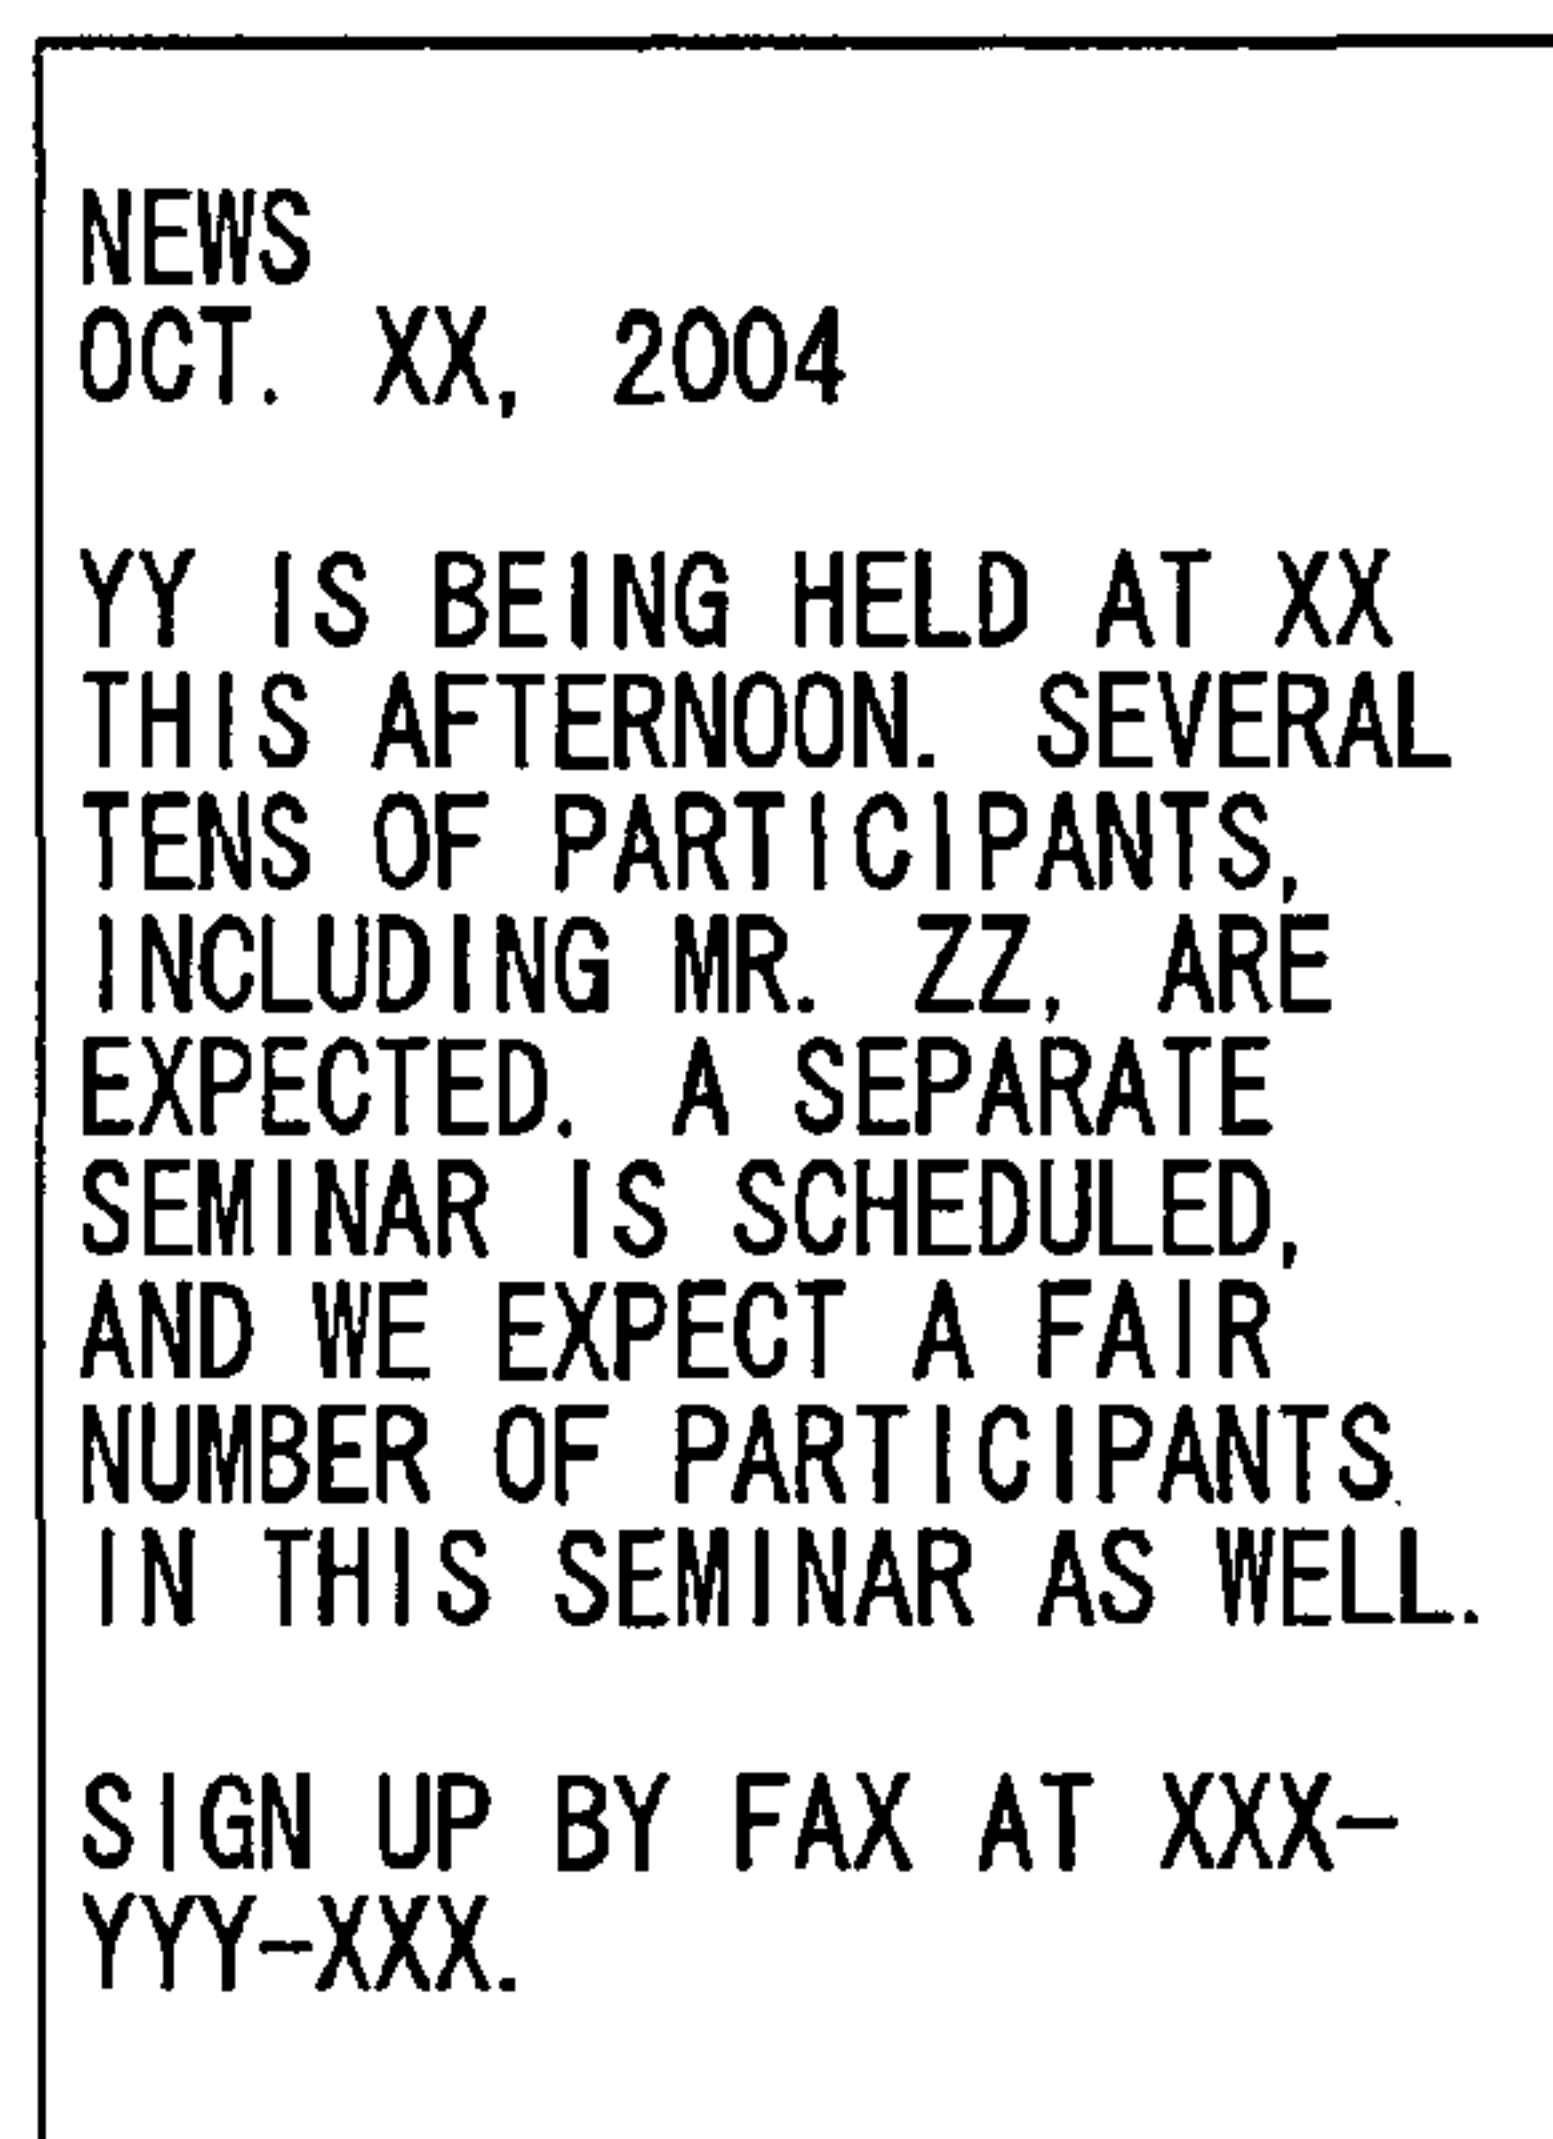 NEWS
OCT. XX, 2004
YY IS BEING HELD AT XX
THIS AFTERNOON. SEVERAL
TENS OF PARTICIPANTS,
INCLUDING MR. ZZ, ARE
EXPECTED. A SEPARATE
SEMINAR IS SCHEDULED,
AND WE EXPECT A FAIR
NUMBER OF PARTICIPANTS
IN THIS SEMINAR AS WELL.
SIGN UP BY FAX AT XXX-
YYY-XXX.